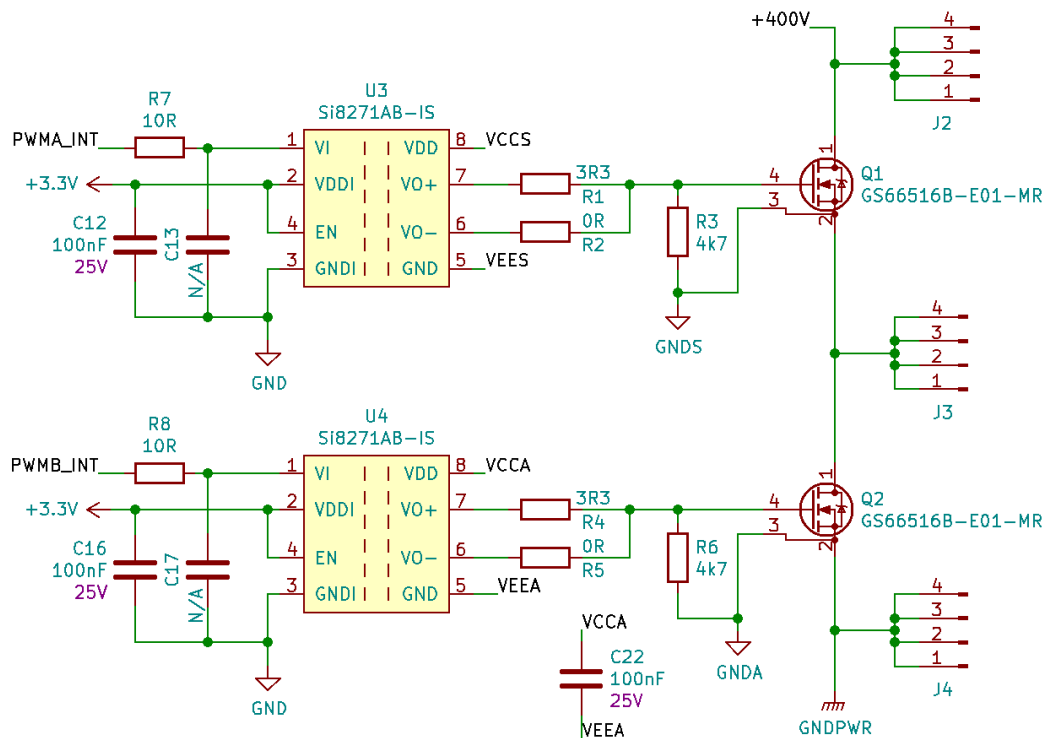 +400V
4
3
2
1
J2
U3
Si8271AB-IS
R7
10R
PWMA_INT
1 VI VDD 8 VCCS
+3.3V
2 VDDI VO+ 7
4 EN VO- 6
3 GNDI GND 5 VEES
C12
100nF
25V
C13
N/A
GND
3R3
R1
0R
R2
R3
4k7
GNDS
4
3
1
2
Q1
GS66516B-E01-MR
4
3
2
1
J3
U4
Si8271AB-IS
R8
10R
PWMB_INT
1 VI VDD 8 VCCA
+3.3V
2 VDDI VO+ 7
4 EN VO- 6
3 GNDI GND 5 VEEA
C16
100nF
25V
C17
N/A
GND
3R3
R4
0R
R5
R6
4k7
GNDA
4
3
1
2
Q2
GS66516B-E01-MR
4
3
2
1
J4
GNDPWR
VCCA
C22
100nF
25V
VEEA